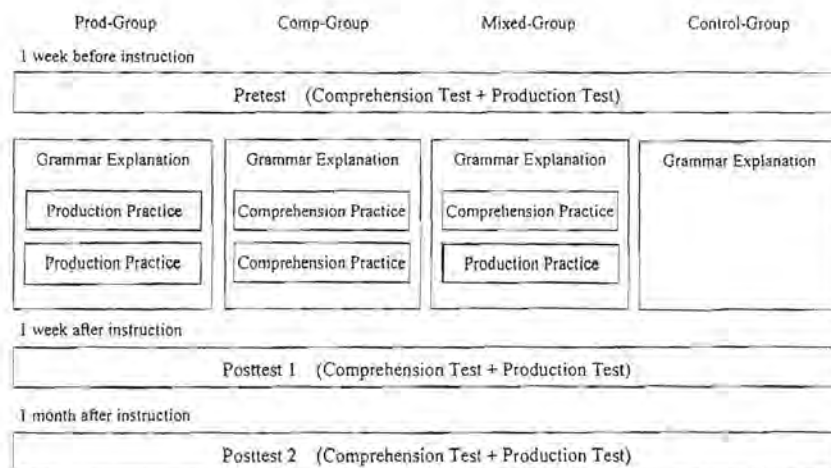 Prod-Group Comp-Group Mixed-Group Control-Group
1 week before instruction
Pretest (Comprehension Test + Production Test)
Grammar Explanation Grammar Explanation Grammar Explanation Grammar Explanation
Production Practice Comprehension Practice Comprehension Practice
Production Practice Comprehension Practice Production Practice
1 week after instruction
Posttest 1 (Comprehension Test + Production Test)
1 month after instruction
Posttest 2 (Comprehension Test + Production Test)